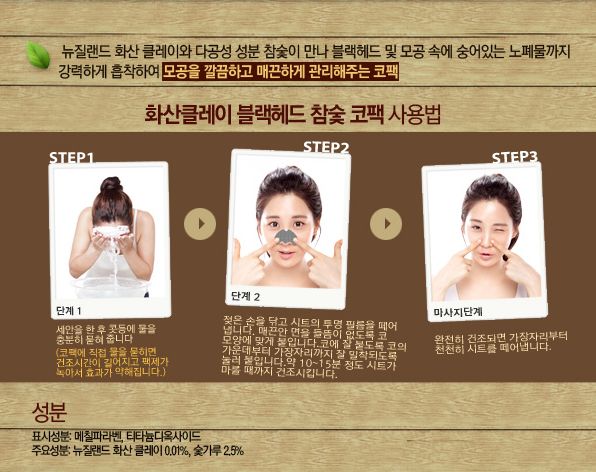 뉴질랜드 화산 클레이와 다공성 성분 참숯이 만나 블랙헤드 및 모공 속에 숨어있는 노폐물까지
강력하게 흡착하여 모공을 깔끔하고 매끈하게 관리해주는 코팩
화산클레이 블랙헤드 참숯 코팩 사용법
STEP1
STEP2
STEP3
단계 1
단계 2
마사지단계
세안을 한 후 콧등에 물을
충분히 묻혀 줍니다
(코팩에 직접 물을 묻히면
건조시간이 길어지고 팩제가
녹아서 효과가 약해집니다.)
젖은 손을 닦고 시트의 투명 필름을 떼어
냅니다. 매끈한 면을 들뜸이 없도록 코
모양에 맞게 붙입니다.코에 잘 붙도록 코의
가운데부터 가장자리까지 잘 밀착되도록
눌러 붙입니다.약 10~15분 정도 시트가
마를 때까지 건조시킵니다.
완전히 건조되면 가장자리부터
천천히 시트를 떼어냅니다.
성분
표시성분: 메칠파라벤, 티타늄디옥사이드
주요성분: 뉴질랜드 화산 클레이 0.01%, 숯가루 2.5%